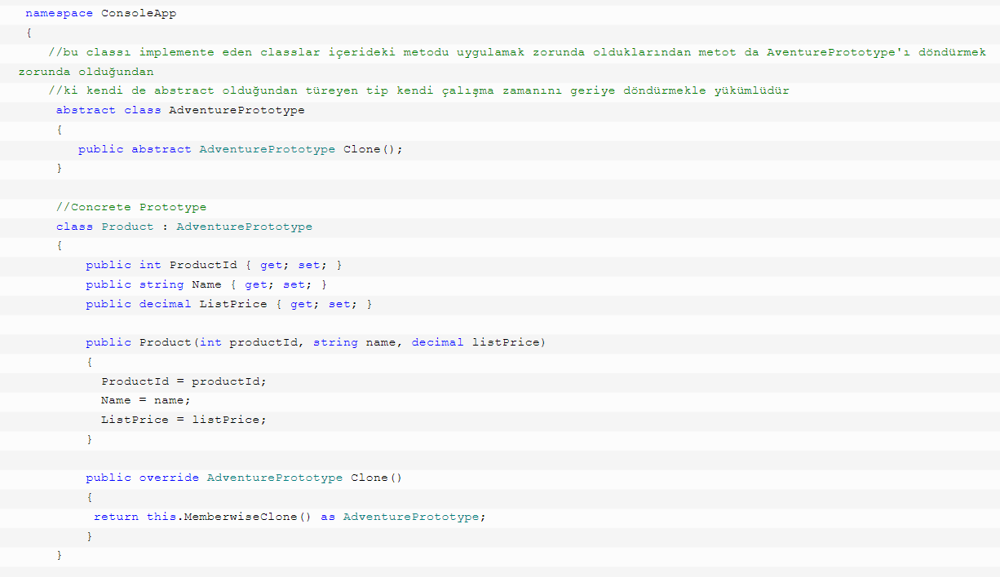 namespace ConsoleApp
{
//bu classı implemente eden classlar içerideki metodu uygulamak zorunda olduklarından metot da AventurePrototype'ı döndürmek
zorunda olduğundan
//ki kendi de abstract olduğundan türeyen tip kendi çalışma zamanını geriye döndürmekle yükümlüdür
abstract class AdventurePrototype
{
public abstract AdventurePrototype Clone();
}
//Concrete Prototype
class Product : AdventurePrototype
{
public int ProductId { get; set; }
public string Name { get; set; }
public decimal ListPrice { get; set; }
public Product(int productId, string name, decimal listPrice)
{
ProductId = productId;
Name = name;
ListPrice = listPrice;
}
public override AdventurePrototype Clone()
{
return this.MemberwiseClone() as AdventurePrototype;
}
}